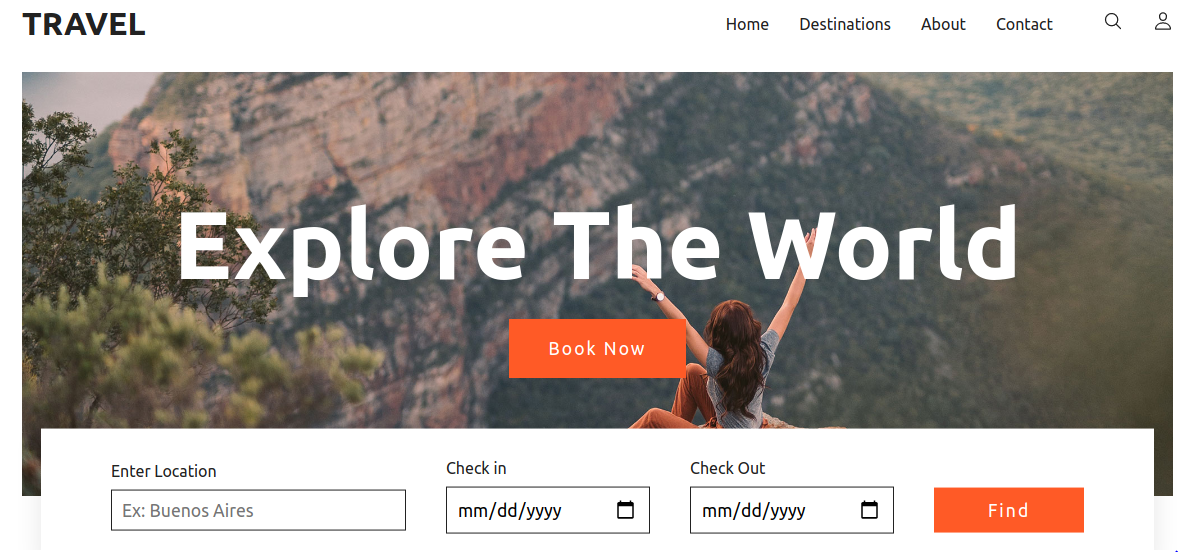 TRAVEL
Home Destinations About Contact
Explore The World
Book Now
Enter Location Check in Check Out
Ex: Buenos Aires mm/dd/yyyy mm/dd/yyyy Find